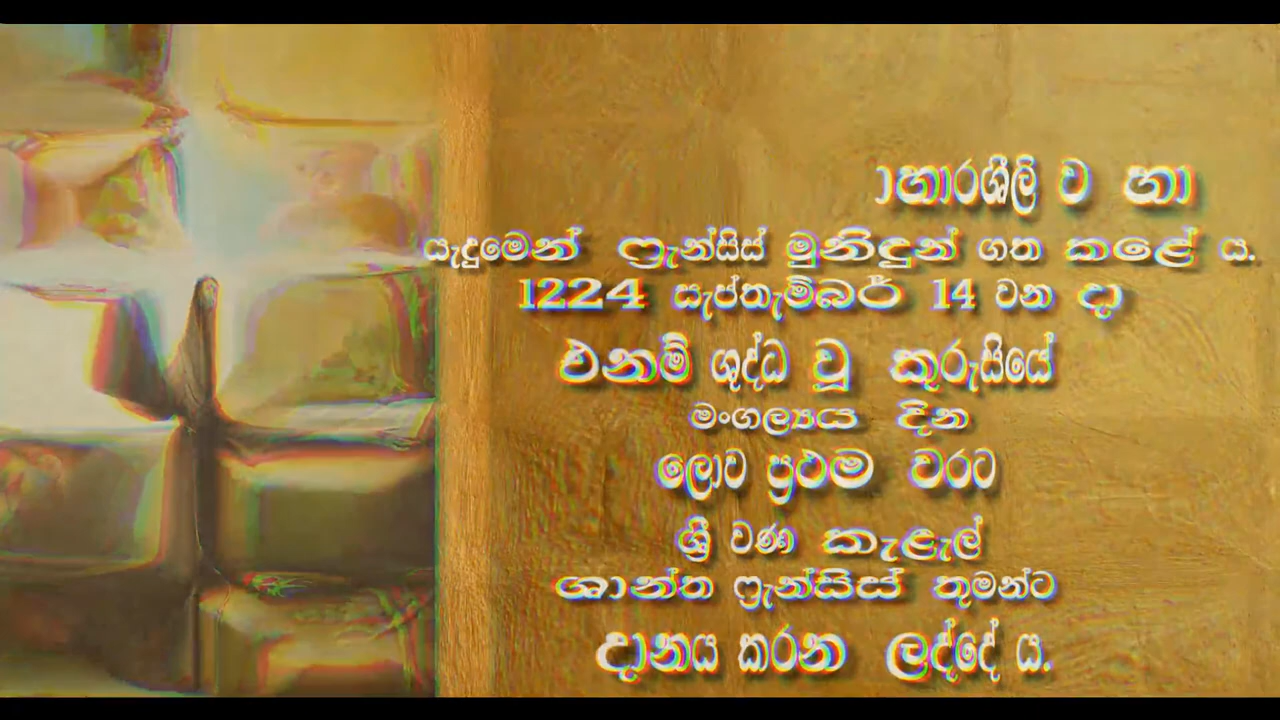 ාහාරශීලී ව හා
යැදුමෙන් ෆ්‍රැන්සිස් මුනිඳුන් ගත කළේ ය.
1224 සැප්තැම්බර් 14 වන දා
එනම් ශුද්ධ වූ කුරුසියේ
මංගල්‍යය දින
ලොව ප්‍රථම වරට
ශ්‍රී වණ කැළැල්
ශාන්ත ෆ්‍රැන්සිස් තුමන්ට
දානය කරන ලද්දේ ය.